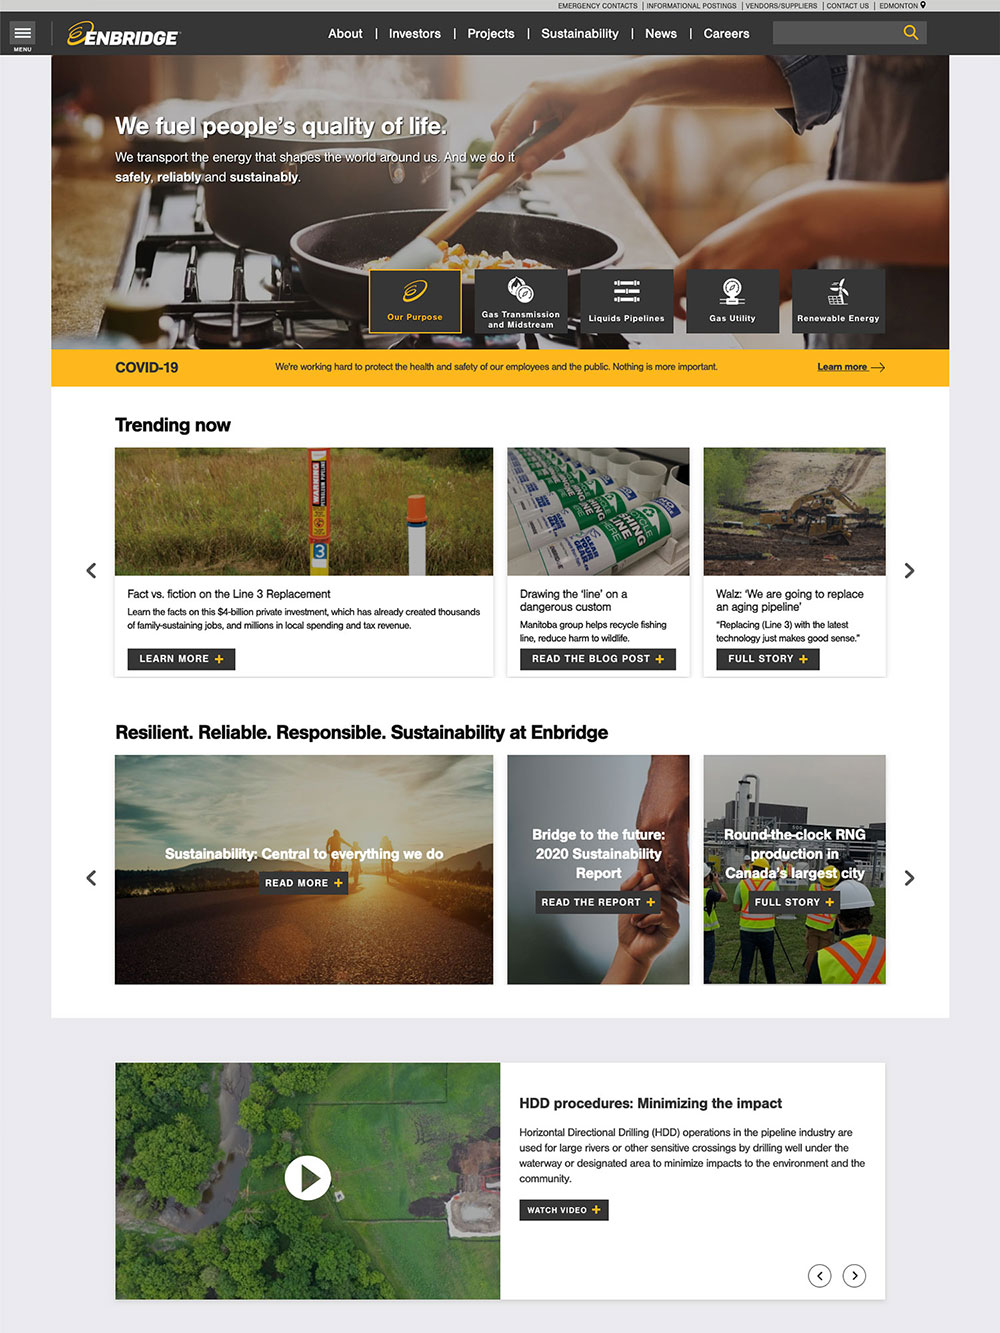 EMERGENCY CONTACTS | INFORMATIONAL POSTINGS | VENDORS/SUPPLIERS | CONTACT US | EDMONTON
MENU
ENBRIDGE
About | Investors | Projects | Sustainability | News | Careers
We fuel people's quality of life.
We transport the energy that shapes the world around us. And we do it
safely, reliably and sustainably.
Our Purpose
Gas Transmission
and Midstream
Liquids Pipelines
Gas Utility
Renewable Energy
COVID-19
We're working hard to protect the health and safety of our employees and the public. Nothing is more important.
Learn more
Trending now
WARNING
PETROLEUM PIPELINE
3
Fact vs. fiction on the Line 3 Replacement
Learn the facts on this $4-billion private investment, which has already created thousands
of family-sustaining jobs, and millions in local spending and tax revenue.
LEARN MORE +
Drawing the 'line' on a
dangerous custom
Manitoba group helps recycle fishing
line, reduce harm to wildlife.
READ THE BLOG POST +
Walz: 'We are going to replace
an aging pipeline'
"Replacing (Line 3) with the latest
technology just makes good sense."
FULL STORY +
Resilient. Reliable. Responsible. Sustainability at Enbridge
Sustainability: Central to everything we do
READ MORE +
Bridge to the future:
2020 Sustainability
Report
READ THE REPORT +
Round-the-clock RNG
production in
Canada's largest city
FULL STORY +
HDD procedures: Minimizing the impact
Horizontal Directional Drilling (HDD) operations in the pipeline industry are
used for large rivers or other sensitive crossings by drilling well under the
waterway or designated area to minimize impacts to the environment and the
community.
WATCH VIDEO +